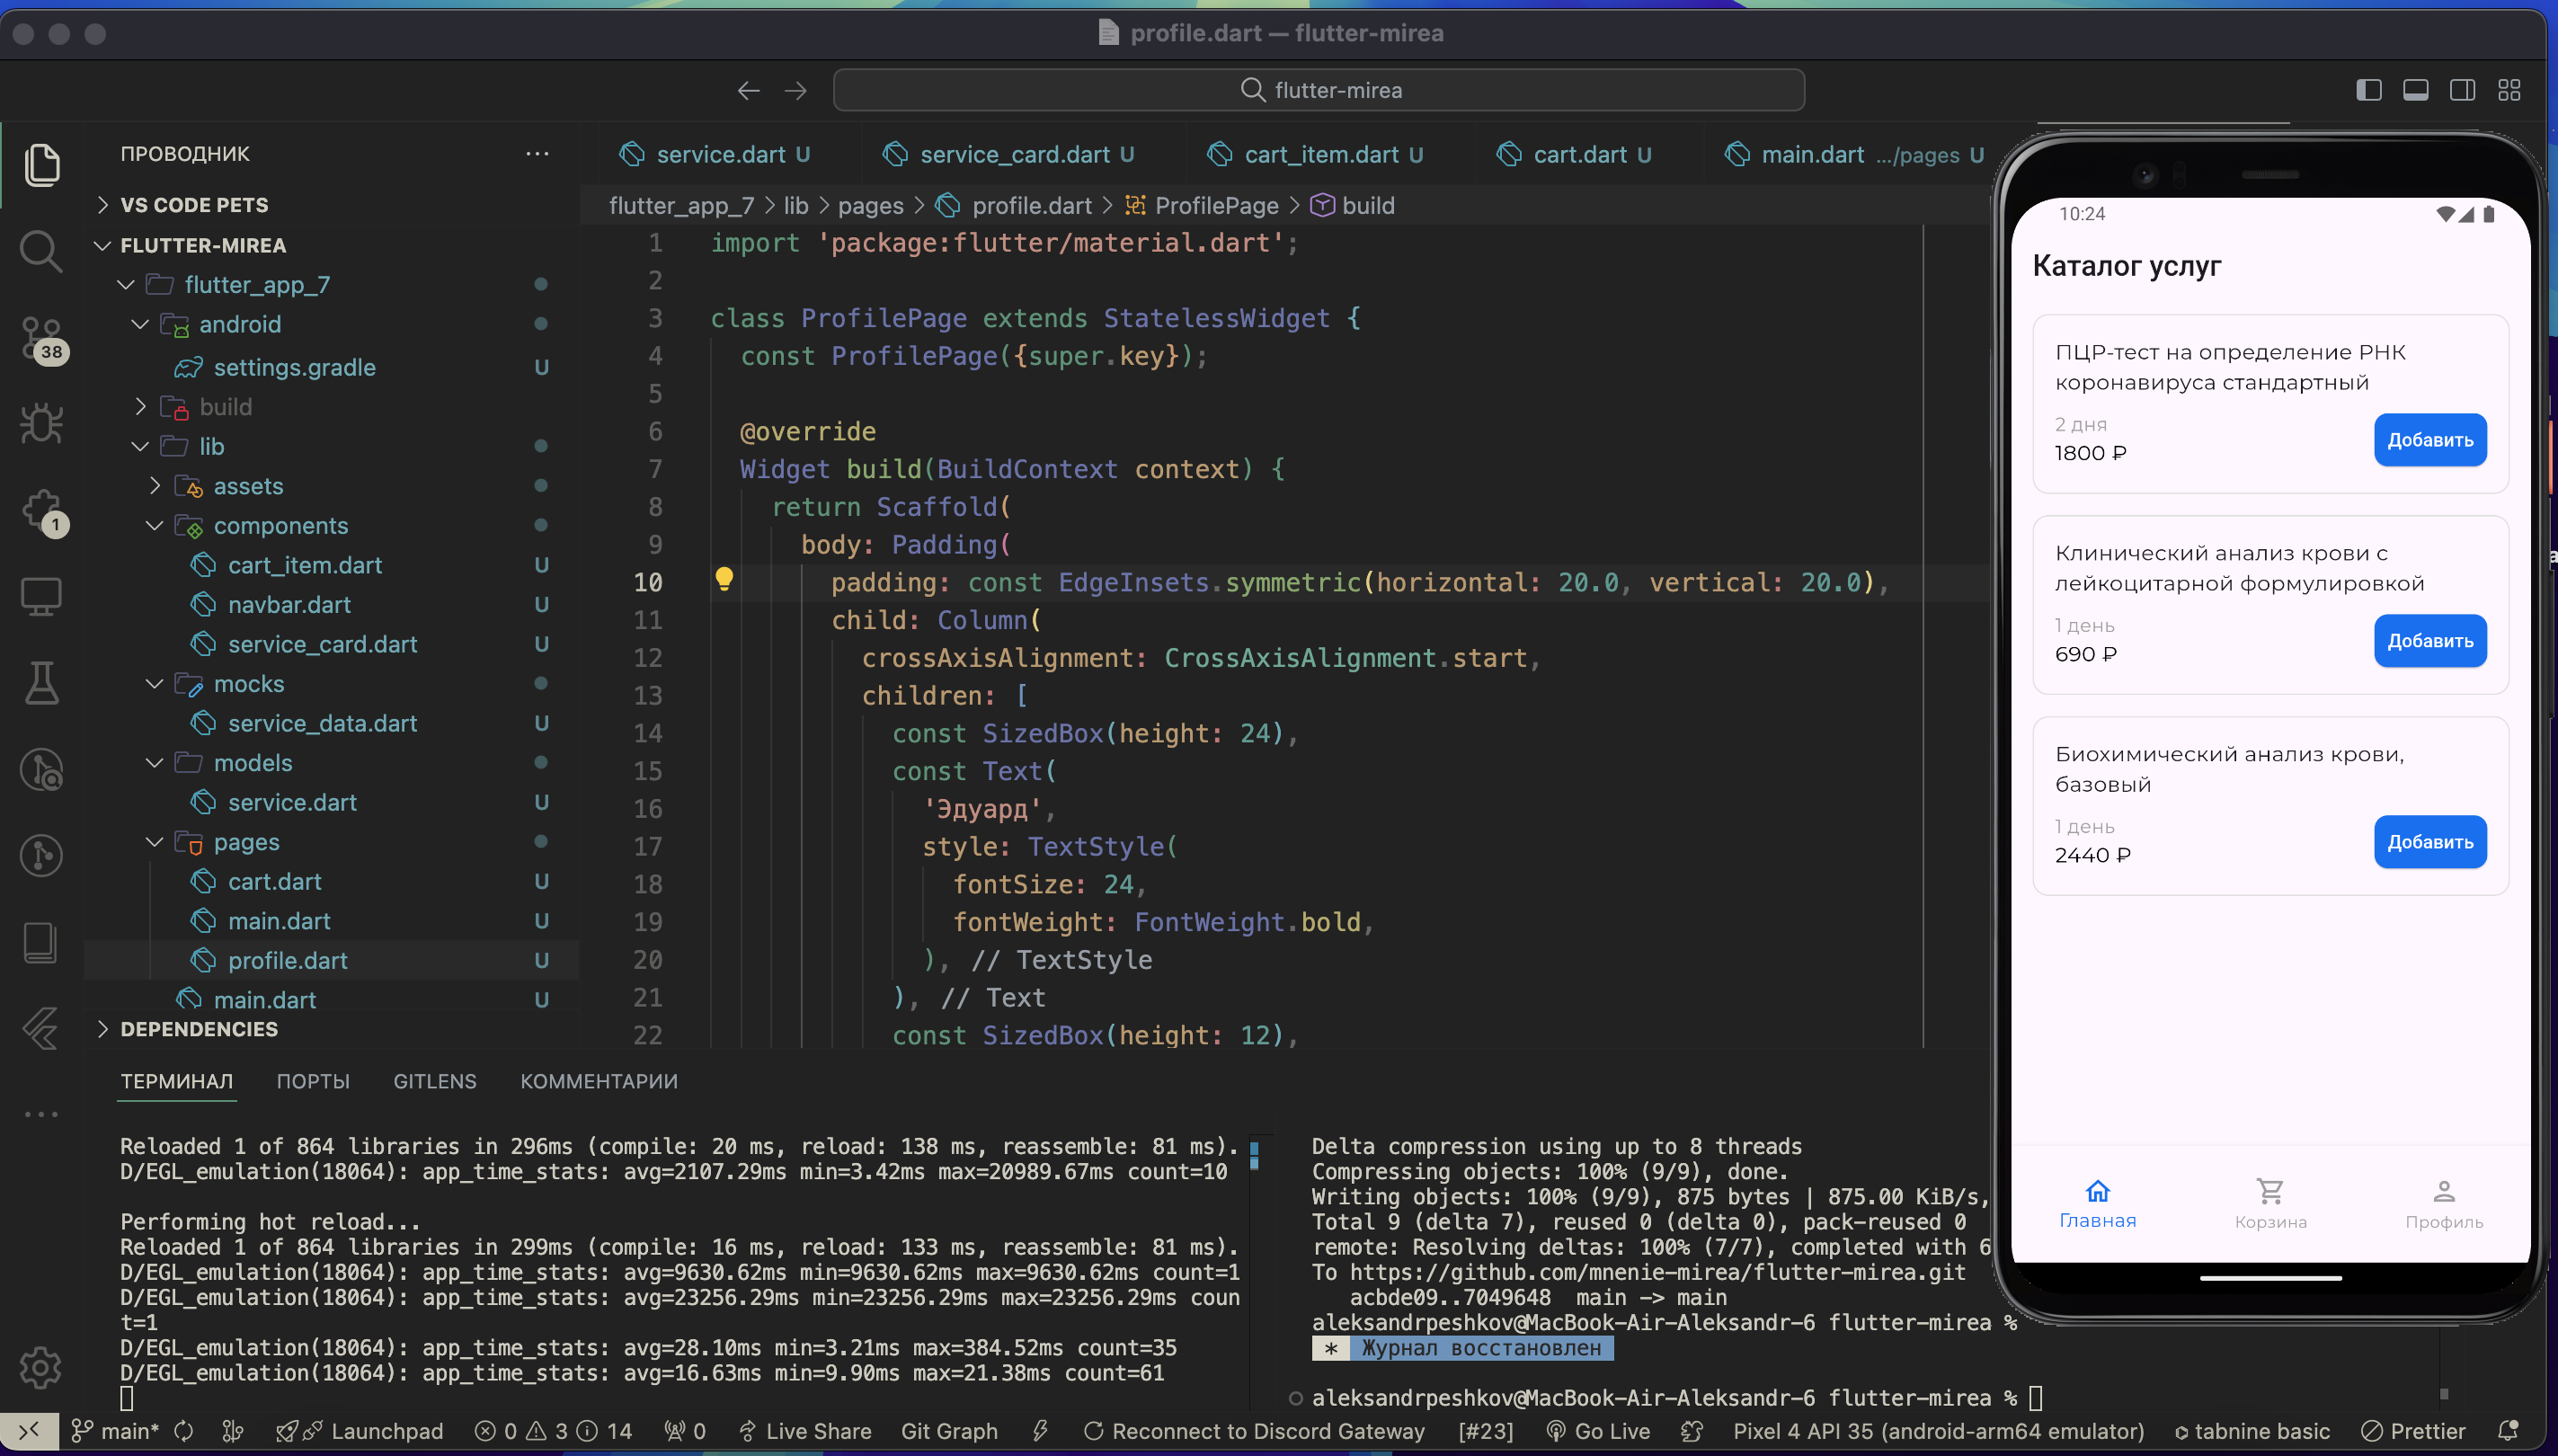 profile.dart — flutter-mirea
flutter-mirea
ПРОВОДНИК
VS CODE PETS
FLUTTER-MIREA
flutter_app_7
android
settings.gradle U
build
lib
assets
components
cart_item.dart U
navbar.dart U
service_card.dart U
mocks
service_data.dart U
models
service.dart U
pages
cart.dart U
main.dart U
profile.dart U
main.dart U
DEPENDENCIES
38
1
service.dart U service_card.dart U cart_item.dart U cart.dart U main.dart .../pages U
flutter_app_7 > lib > pages > profile.dart > ProfilePage > build
1 import 'package:flutter/material.dart';
2
3 class ProfilePage extends StatelessWidget {
4 const ProfilePage({super.key});
5
6 @override
7 Widget build(BuildContext context) {
8 return Scaffold(
9 body: Padding(
10 padding: const EdgeInsets.symmetric(horizontal: 20.0, vertical: 20.0),
11 child: Column(
12 crossAxisAlignment: CrossAxisAlignment.start,
13 children: [
14 const SizedBox(height: 24),
15 const Text(
16 'Эдуард',
17 style: TextStyle(
18 fontSize: 24,
19 fontWeight: FontWeight.bold,
20 ), // TextStyle
21 ), // Text
22 const SizedBox(height: 12),
10:24
Каталог услуг
ПЦР-тест на определение РНК
коронавируса стандартный
2 дня
1800 ₽
Добавить
Клинический анализ крови с
лейкоцитарной формулировкой
1 день
690 ₽
Добавить
Биохимический анализ крови,
базовый
1 день
2440 ₽
Добавить
Главная Корзина Профиль
ТЕРМИНАЛ ПОРТЫ GITLENS КОММЕНТАРИИ
Reloaded 1 of 864 libraries in 296ms (compile: 20 ms, reload: 138 ms, reassemble: 81 ms).
D/EGL_emulation(18064): app_time_stats: avg=2107.29ms min=3.42ms max=20989.67ms count=10
Performing hot reload...
Reloaded 1 of 864 libraries in 299ms (compile: 16 ms, reload: 133 ms, reassemble: 81 ms).
D/EGL_emulation(18064): app_time_stats: avg=9630.62ms min=9630.62ms max=9630.62ms count=1
D/EGL_emulation(18064): app_time_stats: avg=23256.29ms min=23256.29ms max=23256.29ms coun
t=1
D/EGL_emulation(18064): app_time_stats: avg=28.10ms min=3.21ms max=384.52ms count=35
D/EGL_emulation(18064): app_time_stats: avg=16.63ms min=9.90ms max=21.38ms count=61
Delta compression using up to 8 threads
Compressing objects: 100% (9/9), done.
Writing objects: 100% (9/9), 875 bytes | 875.00 KiB/s,
Total 9 (delta 7), reused 0 (delta 0), pack-reused 0
remote: Resolving deltas: 100% (7/7), completed with 6
To https://github.com/mnenie-mirea/flutter-mirea.git
acbde09..7049648 main -> main
aleksandrpeshkov@MacBook-Air-Aleksandr-6 flutter-mirea %
* Журнал восстановлен
aleksandrpeshkov@MacBook-Air-Aleksandr-6 flutter-mirea %
main* Launchpad 0 3 14 0 Live Share Git Graph Reconnect to Discord Gateway [#23] Go Live Pixel 4 API 35 (android-arm64 emulator) tabnine basic Prettier